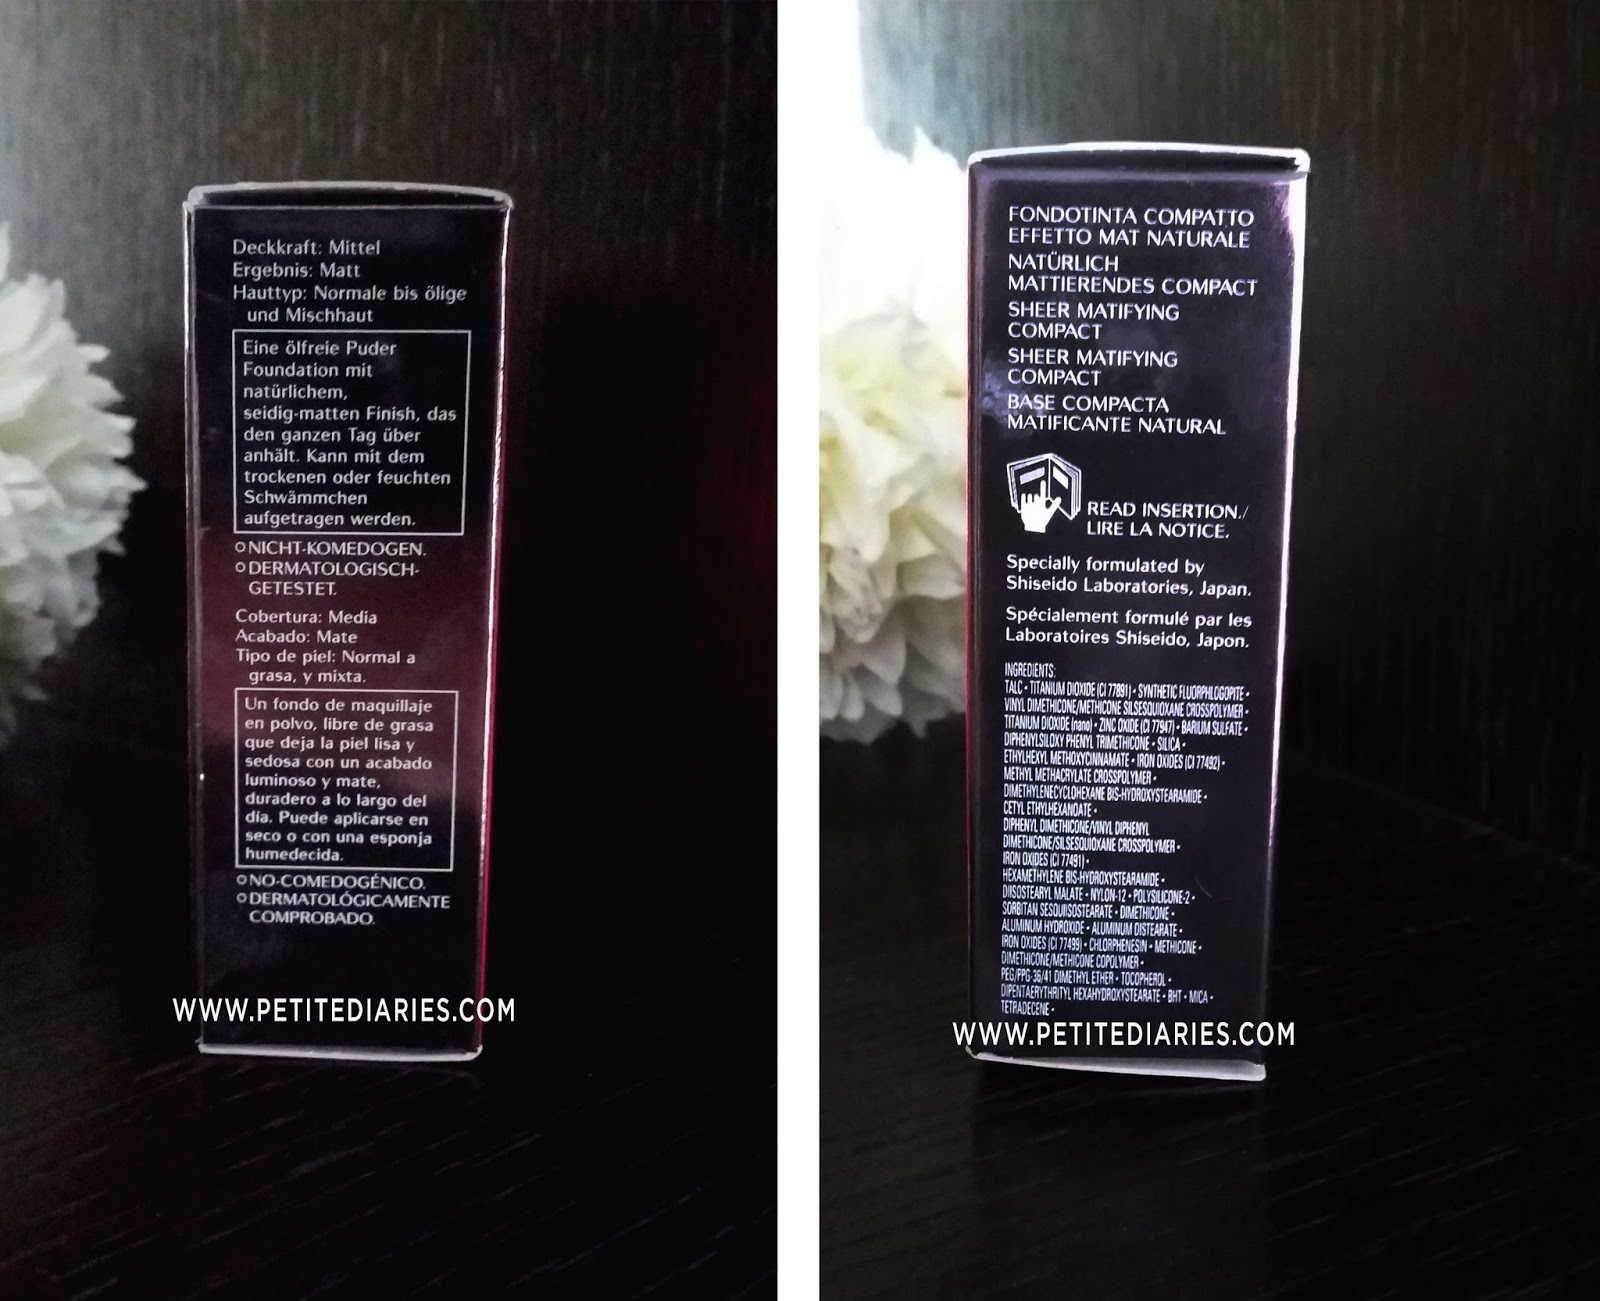 Deckkraft: Mittel
Ergebnis: Matt
Hauttyp: Normale bis ölige
und Mischhaut
Eine ölfreie Puder
Foundation mit
natürlichem,
seidig-matten Finish, das
den ganzen Tag über
anhält. Kann mit dem
trockenen oder feuchten
Schwämmchen
aufgetragen werden.
○NICHT-KOMEDOGEN.
○DERMATOLOGISCH-
GETESTET.
Cobertura: Media
Acabado: Mate
Tipo de piel: Normal a
grasa, y mixta.
Un fondo de maquillaje
en polvo, libre de grasa
que deja la piel lisa y
sedosa con un acabado
luminoso y mate,
duradero a lo largo del
día. Puede aplicarse en
seco o con una esponja
humedecida.
○NO-COMEDOGÉNICO.
○DERMATOLÓGICAMENTE
COMPROBADO.
WWW.PETITEDIARIES.COM
FONDOTINTA COMPATTO
EFFETTO MAT NATURALE
NATÜRLICH
MATTIERENDES COMPACT
SHEER MATIFYING
COMPACT
SHEER MATIFYING
COMPACT
BASE COMPACTA
MATIFICANTE NATURAL
READ INSERTION./
LIRE LA NOTICE.
Specially formulated by
Shiseido Laboratories, Japan.
Spécialement formulé par les
Laboratoires Shiseido, Japon.
INGREDIENTS:
TALC • TITANIUM DIOXIDE (CI 77891) • SYNTHETIC FLUORPHLOGOPITE •
VINYL DIMETHICONE/METHICONE SILSESQUIOXANE CROSSPOLYMER •
TITANIUM DIOXIDE (nano) • ZINC OXIDE (CI 77947) • BARIUM SULFATE •
DIPHENYLSILOXY PHENYL TRIMETHICONE • SILICA •
ETHYLHEXYL METHOXYCINNAMATE • IRON OXIDES (CI 77492) •
METHYL METHACRYLATE CROSSPOLYMER •
DIMETHYLENECYCLOHEXANE BIS-HYDROXYSTEARAMIDE •
CETYL ETHYLHEXANOATE •
DIPHENYL DIMETHICONE/VINYL DIPHENYL
DIMETHICONE/SILSESQUIOXANE CROSSPOLYMER •
IRON OXIDES (CI 77491) •
HEXAMETHYLENE BIS-HYDROXYSTEARAMIDE •
DIISOSTEARYL MALATE • NYLON-12 • POLYSILICONE-2 •
SORBITAN SESQUIISOSTEARATE • DIMETHICONE •
ALUMINUM HYDROXIDE • ALUMINUM DISTEARATE •
IRON OXIDES (CI 77499) • CHLORPHENESIN • METHICONE •
DIMETHICONE/METHICONE COPOLYMER •
PEG/PPG-36/41 DIMETHYL ETHER • TOCOPHEROL •
DIPENTAERYTHRITYL HEXAHYDROXYSTEARATE • BHT • MICA •
TETRADECENE •
WWW.PETITEDIARIES.COM